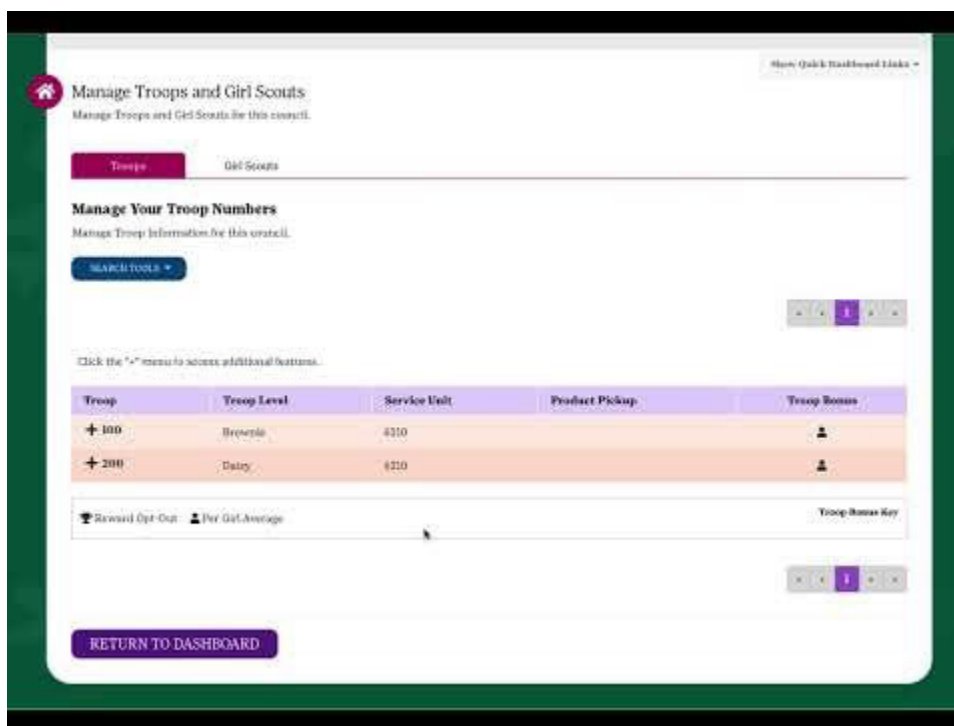 Show Quick Dashboard Links
Manage Troops and Girl Scouts
Manage Troops and Girl Scouts for this council.
Troops Girl Scouts
Manage Your Troop Numbers
Manage Troop Information for this council.
SEARCH TOOLS
« ‹ 1 › »
Click the "+" menu to access additional features.
Troop Troop Level Service Unit Product Pickup Troop Bonus
+ 100 Brownie 6210
+ 200 Daisy 6210
Reward Opt-Out Per Girl Average Troop Bonus Key
« ‹ 1 › »
RETURN TO DASHBOARD